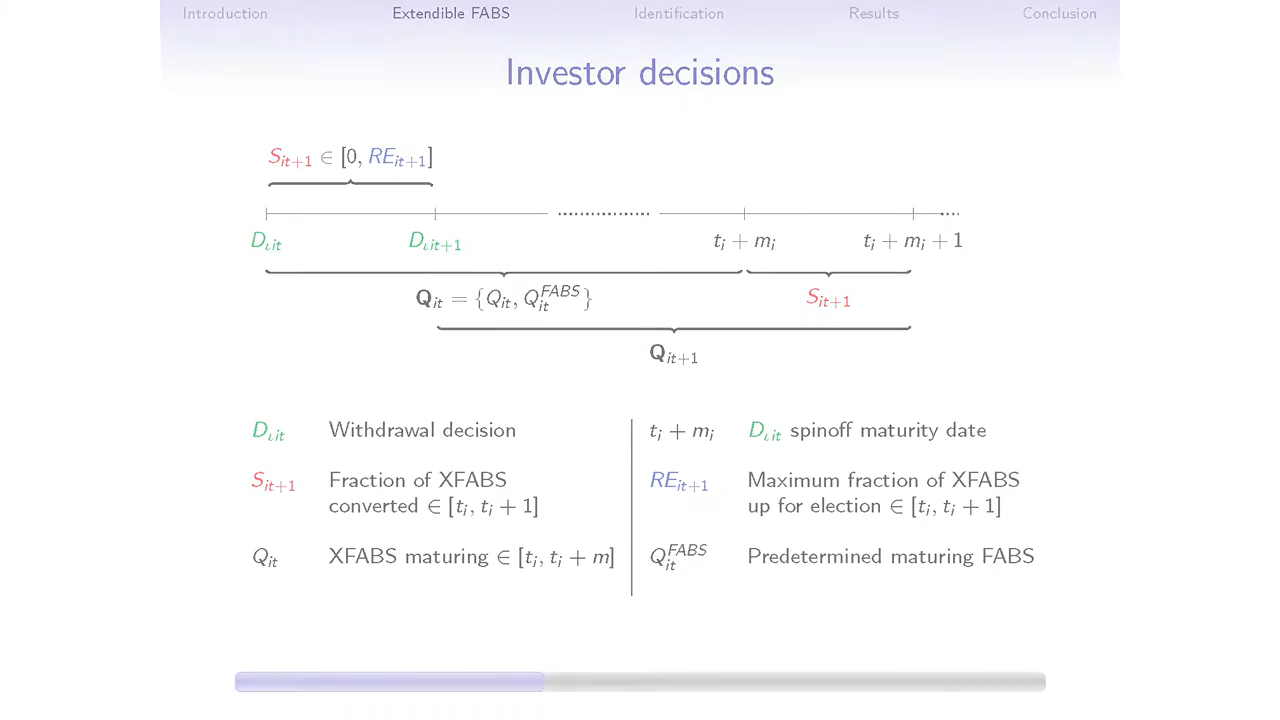 Introduction Extendible FABS Identification Results Conclusion
Investor decisions
S_{it+1} ∈ [0, RE_{it+1}]
D_{ιit} D_{ιit+1} t_i + m_i t_i + m_i + 1
𝐐_{it} = {Q_{it}, Q_{it}^{FABS}} S_{it+1}
𝐐_{it+1}
D_{ιit} Withdrawal decision
S_{it+1} Fraction of XFABS
converted ∈ [t_i, t_i + 1]
Q_{it} XFABS maturing ∈ [t_i, t_i + m]
t_i + m_i D_{ιit} spinoff maturity date
RE_{it+1} Maximum fraction of XFABS
up for election ∈ [t_i, t_i + 1]
Q_{it}^{FABS} Predetermined maturing FABS